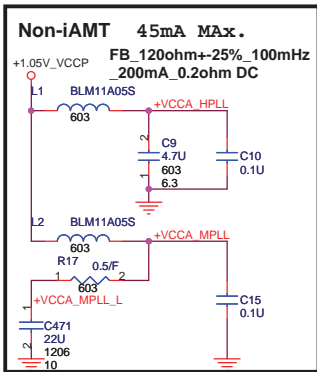 Non-iAMT 45mA MAx.
FB_120ohm+-25%_100mHz
+1.05V_VCCP
_200mA_0.2ohm DC
L1 BLM11A05S
+VCCA_HPLL
603
2
C9
4.7U
603
6.3
1
C10
0.1U
L2 BLM11A05S
+VCCA_MPLL
603
R17 0.5/F
1 2
603
+VCCA_MPLL_L
1
C471
22U
1206
10
2
C15
0.1U